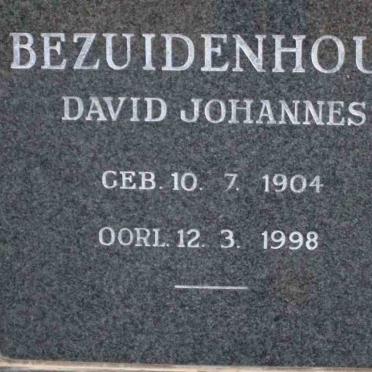 BEZUIDENHOU
DAVID JOHANNES
GEB. 10. 7. 1904
OORL. 12. 3. 1998